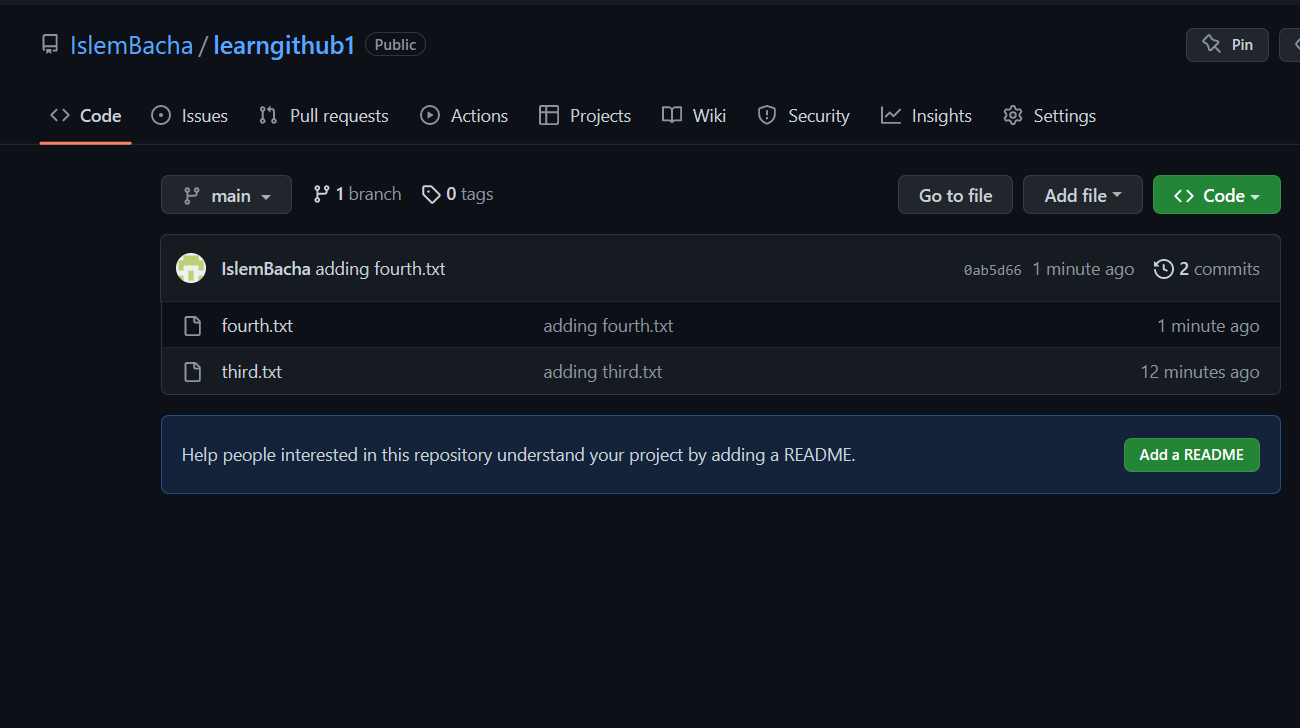 IslemBacha / learngithub1 Public Pin
Code Issues Pull requests Actions Projects Wiki Security Insights Settings
main 1 branch 0 tags Go to file Add file Code
IslemBacha adding fourth.txt 0ab5d66 1 minute ago 2 commits
fourth.txt adding fourth.txt 1 minute ago
third.txt adding third.txt 12 minutes ago
Help people interested in this repository understand your project by adding a README. Add a README